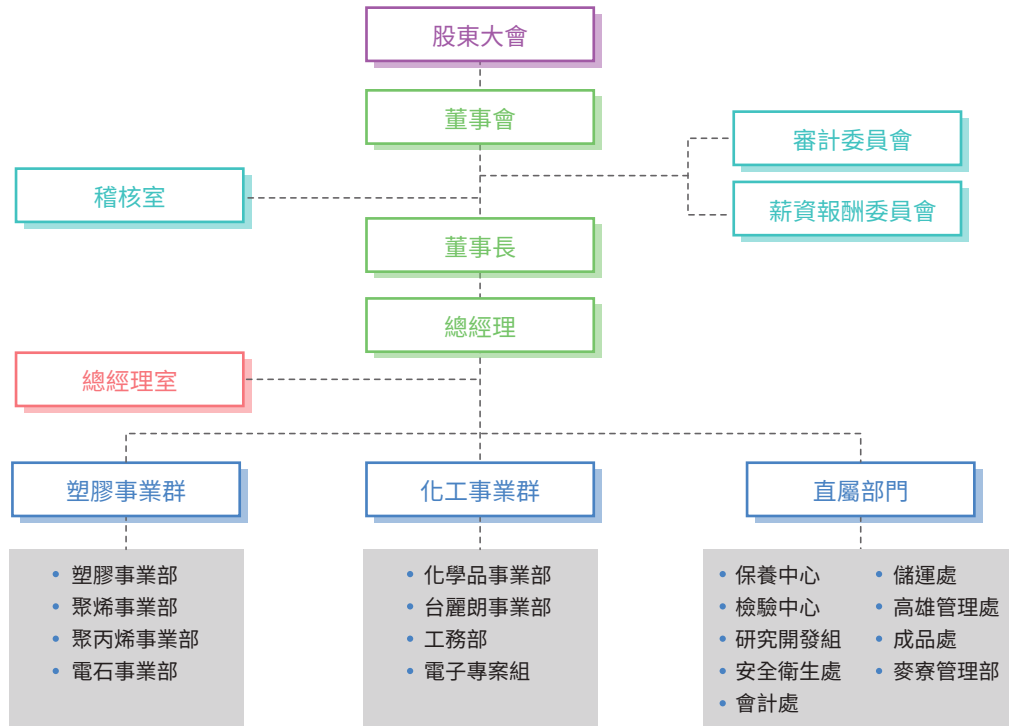 股東大會
董事會
審計委員會
稽核室
薪資報酬委員會
董事長
總經理
總經理室
塑膠事業群
化工事業群
直屬部門
塑膠事業部
聚烯事業部
聚丙烯事業部
電石事業部
化學品事業部
台麗朗事業部
工務部
電子專案組
保養中心
檢驗中心
研究開發組
安全衛生處
會計處
儲運處
高雄管理處
成品處
麥寮管理部